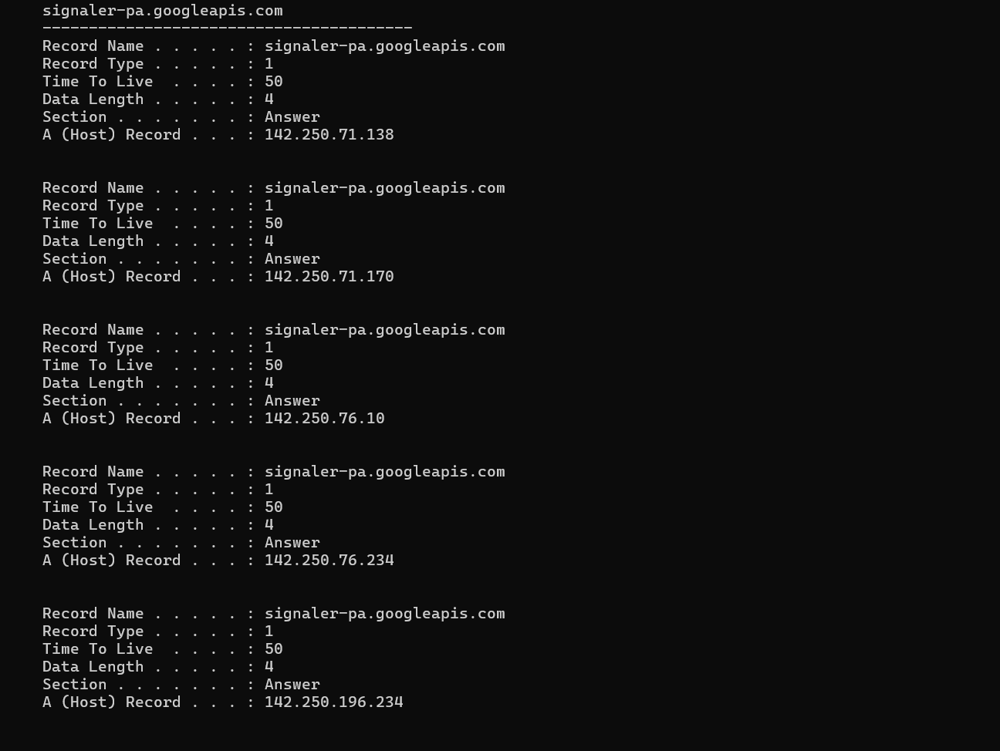 signaler-pa.googleapis.com
----------------------------------------
Record Name . . . . . : signaler-pa.googleapis.com
Record Type . . . . . : 1
Time To Live  . . . . : 50
Data Length . . . . . : 4
Section . . . . . . . : Answer
A (Host) Record . . . : 142.250.71.138
Record Name . . . . . : signaler-pa.googleapis.com
Record Type . . . . . : 1
Time To Live  . . . . : 50
Data Length . . . . . : 4
Section . . . . . . . : Answer
A (Host) Record . . . : 142.250.71.170
Record Name . . . . . : signaler-pa.googleapis.com
Record Type . . . . . : 1
Time To Live  . . . . : 50
Data Length . . . . . : 4
Section . . . . . . . : Answer
A (Host) Record . . . : 142.250.76.10
Record Name . . . . . : signaler-pa.googleapis.com
Record Type . . . . . : 1
Time To Live  . . . . : 50
Data Length . . . . . : 4
Section . . . . . . . : Answer
A (Host) Record . . . : 142.250.76.234
Record Name . . . . . : signaler-pa.googleapis.com
Record Type . . . . . : 1
Time To Live  . . . . : 50
Data Length . . . . . : 4
Section . . . . . . . : Answer
A (Host) Record . . . : 142.250.196.234